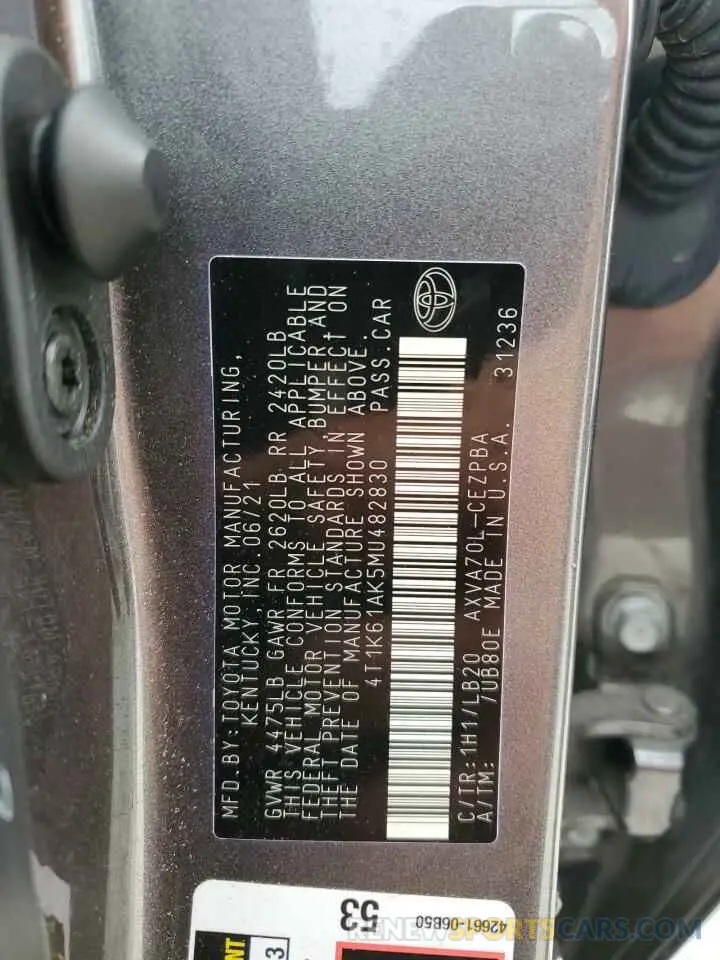 MFD.BY:TOYOTA MOTOR MANUFACTURING,
KENTUCKY,INC.06/21
GVWR 4475LB GAWR FR 2620LB RR 2420LB
THIS VEHICLE CONFORMS TO ALL APPLICABLE
FEDERAL MOTOR VEHICLE SAFETY BUMPER, AND
THEFT PREVENTION STANDARDS IN EFFECT ON
THE DATE OF MANUFACTURE SHOWN ABOVE.
4T1K61AK5MU482830 PASS.CAR
C/TR:1H17LB20 AXVA70L-CEZPBA
A/TM: 7UB80E MADE IN U.S.A. 31236
53
42661-06B50
3
RENEWSPORTSCARS.COM